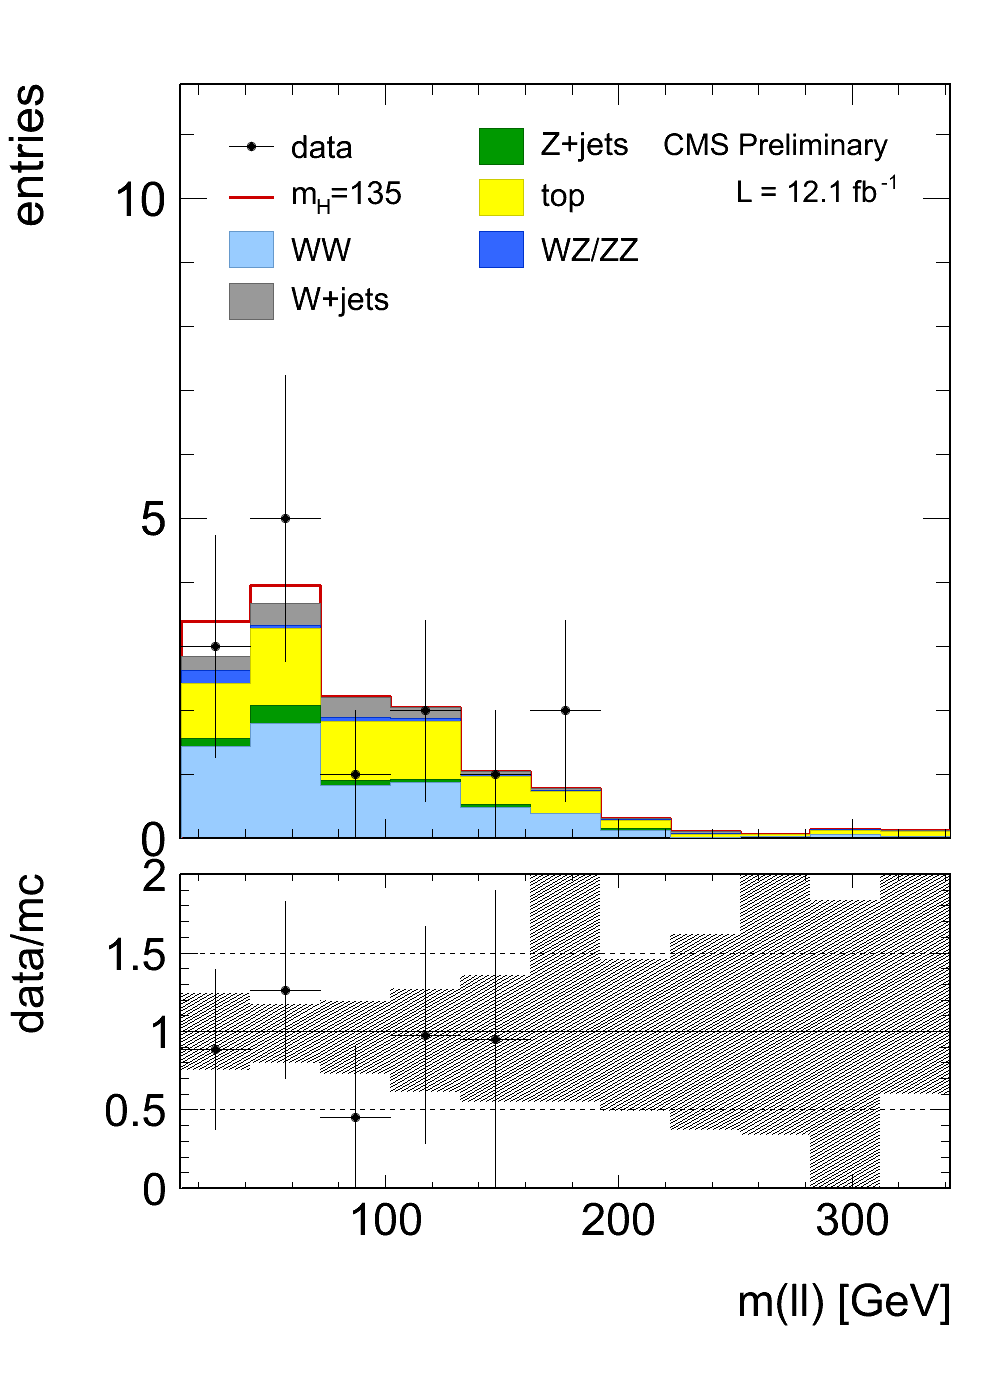 entries
10
5
0
data
m_H=135
WW
W+jets
Z+jets
top
WZ/ZZ
CMS Preliminary
L = 12.1 fb⁻¹
data/mc
2
1.5
1
0.5
0
100 200 300
m(ll) [GeV]